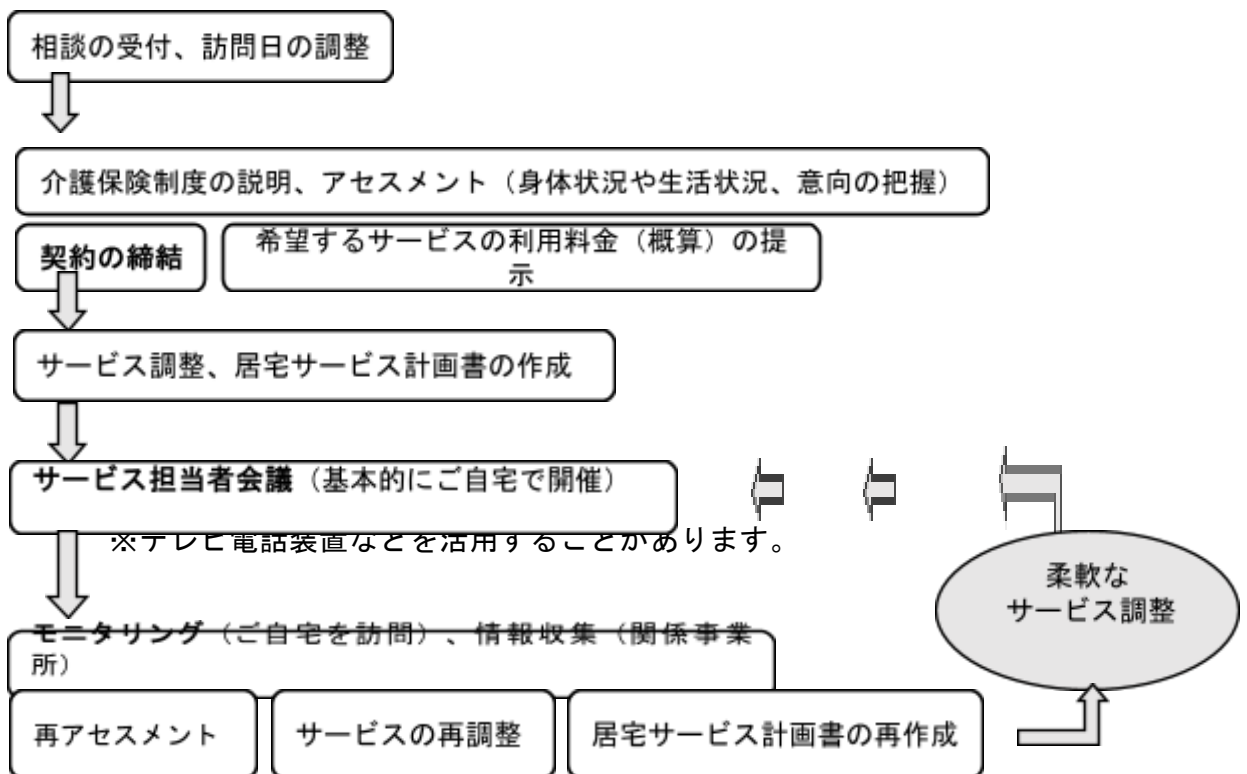 相談の受付、訪問日の調整
介護保険制度の説明、アセスメント（身体状況や生活状況、意向の把握）
契約の締結
希望するサービスの利用料金（概算）の提
示
サービス調整、居宅サービス計画書の作成
サービス担当者会議（基本的にご自宅で開催）
※テレビ電話装置などを活用することがあります。
柔軟な
サービス調整
モニタリング（ご自宅を訪問）、情報収集（関係事業
所）
再アセスメント
サービスの再調整
居宅サービス計画書の再作成